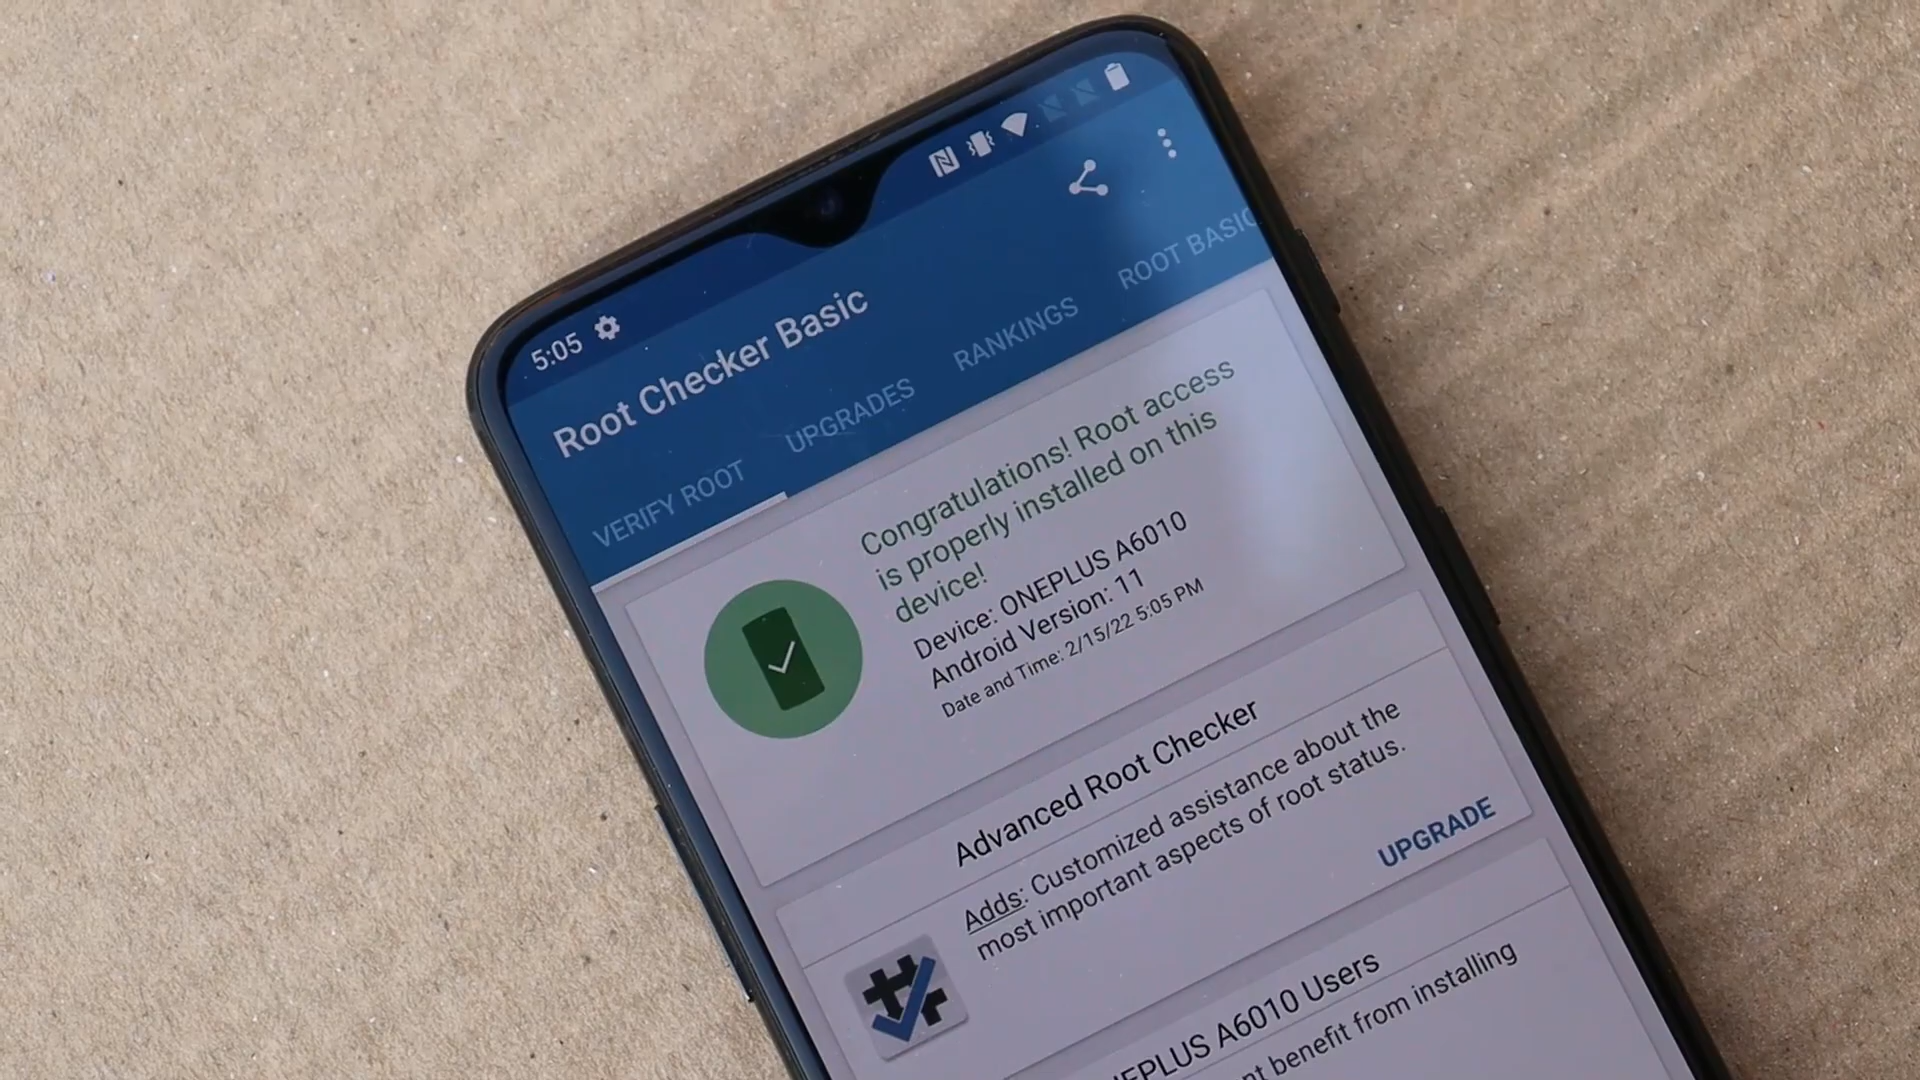 5:05
Root Checker Basic
VERIFY ROOT UPGRADES RANKINGS ROOT BASIC
Congratulations! Root access
is properly installed on this
device!
Device: ONEPLUS A6010
Android Version: 11
Date and Time: 2/15/22 5:05 PM
Advanced Root Checker
Adds: Customized assistance about the
most important aspects of root status.
UPGRADE
A6010 Users
benefit from installing